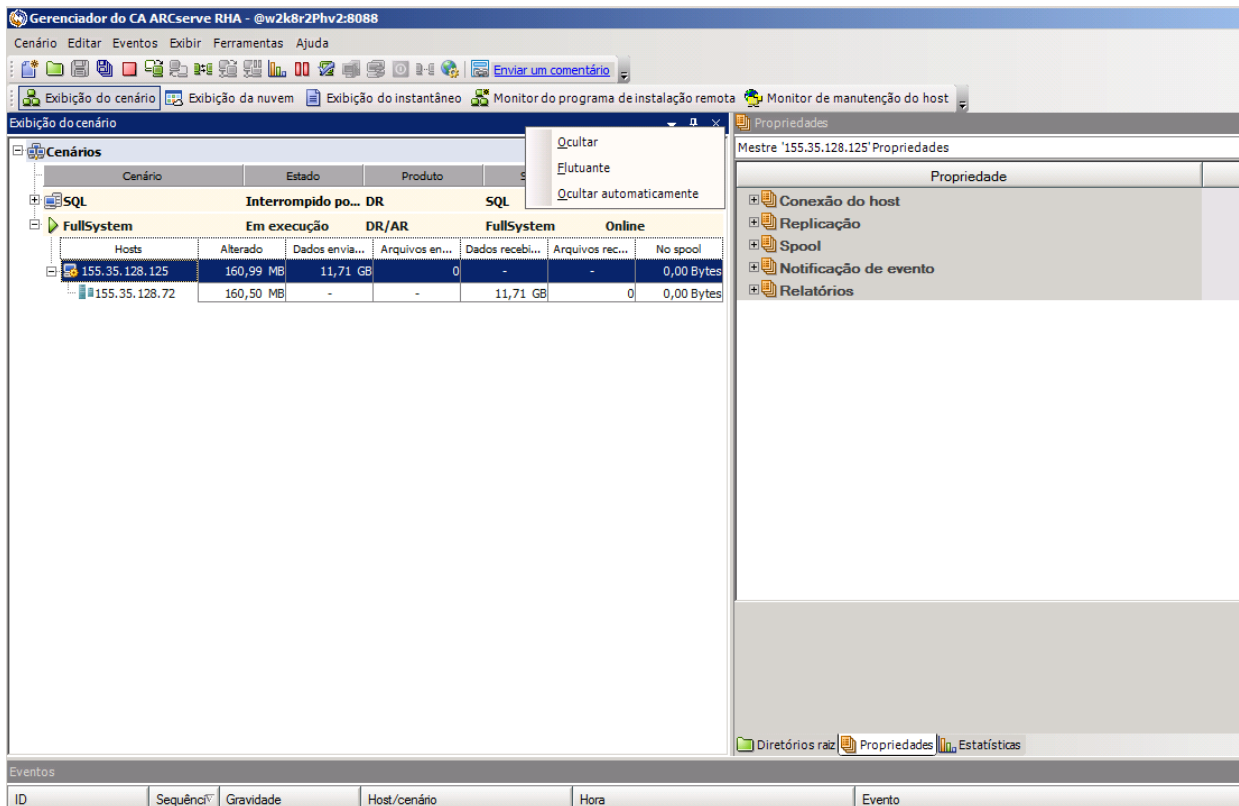 Gerenciador do CA ARCserve RHA - @w2k8r2Phv2:8088
Cenário Editar Eventos Exibir Ferramentas Ajuda
Enviar um comentário
Exibição do cenário Exibição da nuvem Exibição do instantâneo Monitor do programa de instalação remota Monitor de manutenção do host
Exibição do cenário
Ocultar
Flutuante
Ocultar automaticamente
Cenários
Cenário Estado Produto S
SQL Interrompido po... DR SQL
FullSystem Em execução DR/AR FullSystem Online
Hosts Alterado Dados envia... Arquivos en... Dados recebi... Arquivos rec... No spool
155.35.128.125 160,99 MB 11,71 GB 0 - - 0,00 Bytes
155.35.128.72 160,50 MB - - 11,71 GB 0 0,00 Bytes
Propriedades
Mestre '155.35.128.125' Propriedades
Propriedade
Conexão do host
Replicação
Spool
Notificação de evento
Relatórios
Diretórios raiz Propriedades Estatísticas
Eventos
ID Sequênci Gravidade Host/cenário Hora Evento